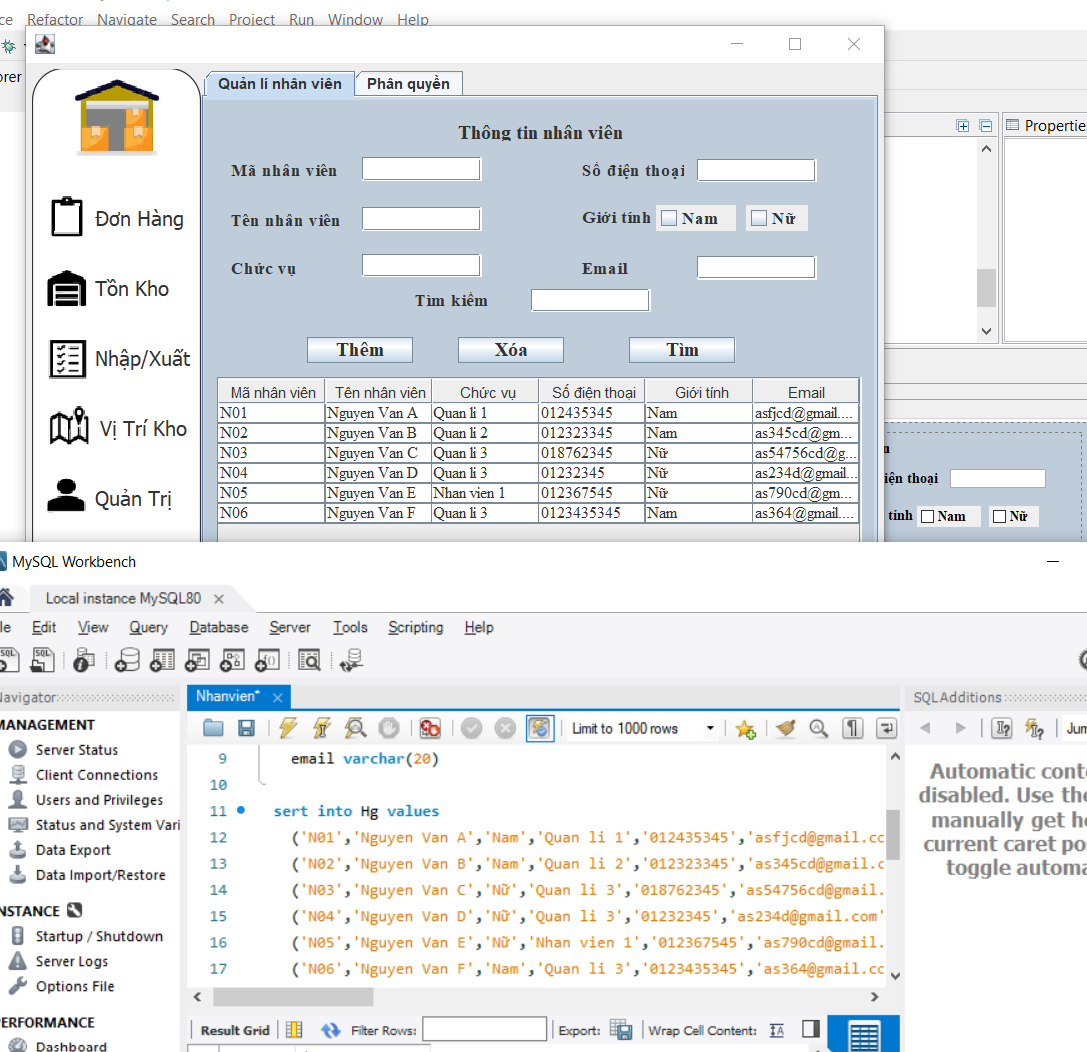 ce Refactor Navigate Search Project Run Window Help
orer
Quản lí nhân viên Phân quyền
Properties
Thông tin nhân viên
Mã nhân viên
Số điện thoại
Tên nhân viên
Giới tính Nam Nữ
Chức vụ
Email
Tìm kiếm
Thêm Xóa Tìm
Đơn Hàng
Tồn Kho
Nhập/Xuất
Vị Trí Kho
Quản Trị
Mã nhân viên Tên nhân viên Chức vụ Số điện thoại Giới tính Email
N01 Nguyen Van A Quan li 1 012435345 Nam asfjcd@gmail....
N02 Nguyen Van B Quan li 2 012323345 Nam as345cd@gm...
N03 Nguyen Van C Quan li 3 018762345 Nữ as54756cd@g...
N04 Nguyen Van D Quan li 3 01232345 Nữ as234d@gmail...
N05 Nguyen Van E Nhan vien 1 012367545 Nữ as790cd@gm...
N06 Nguyen Van F Quan li 3 0123435345 Nam as364@gmail....
n
iện thoại
tính Nam Nữ
MySQL Workbench
Local instance MySQL80
le Edit View Query Database Server Tools Scripting Help
Navigator
MANAGEMENT
Server Status
Client Connections
Users and Privileges
Status and System Vari
Data Export
Data Import/Restore
NSTANCE
Startup / Shutdown
Server Logs
Options File
PERFORMANCE
Dashboard
Nhanvien*
Limit to 1000 rows
9 email varchar(20)
10
11 sert into Hg values
12 ('N01','Nguyen Van A','Nam','Quan li 1','012435345','asfjcd@gmail.cc
13 ('N02','Nguyen Van B','Nam','Quan li 2','012323345','as345cd@gmail.c
14 ('N03','Nguyen Van C','Nữ','Quan li 3','018762345','as54756cd@gmail.
15 ('N04','Nguyen Van D','Nữ','Quan li 3','01232345','as234d@gmail.com'
16 ('N05','Nguyen Van E','Nữ','Nhan vien 1','012367545','as790cd@gmail.
17 ('N06','Nguyen Van F','Nam','Quan li 3','0123435345','as364@gmail.cc
Result Grid Filter Rows: Export: Wrap Cell Content:
SQLAdditions
Jum
Automatic conte
disabled. Use the
manually get he
current caret pos
toggle automa